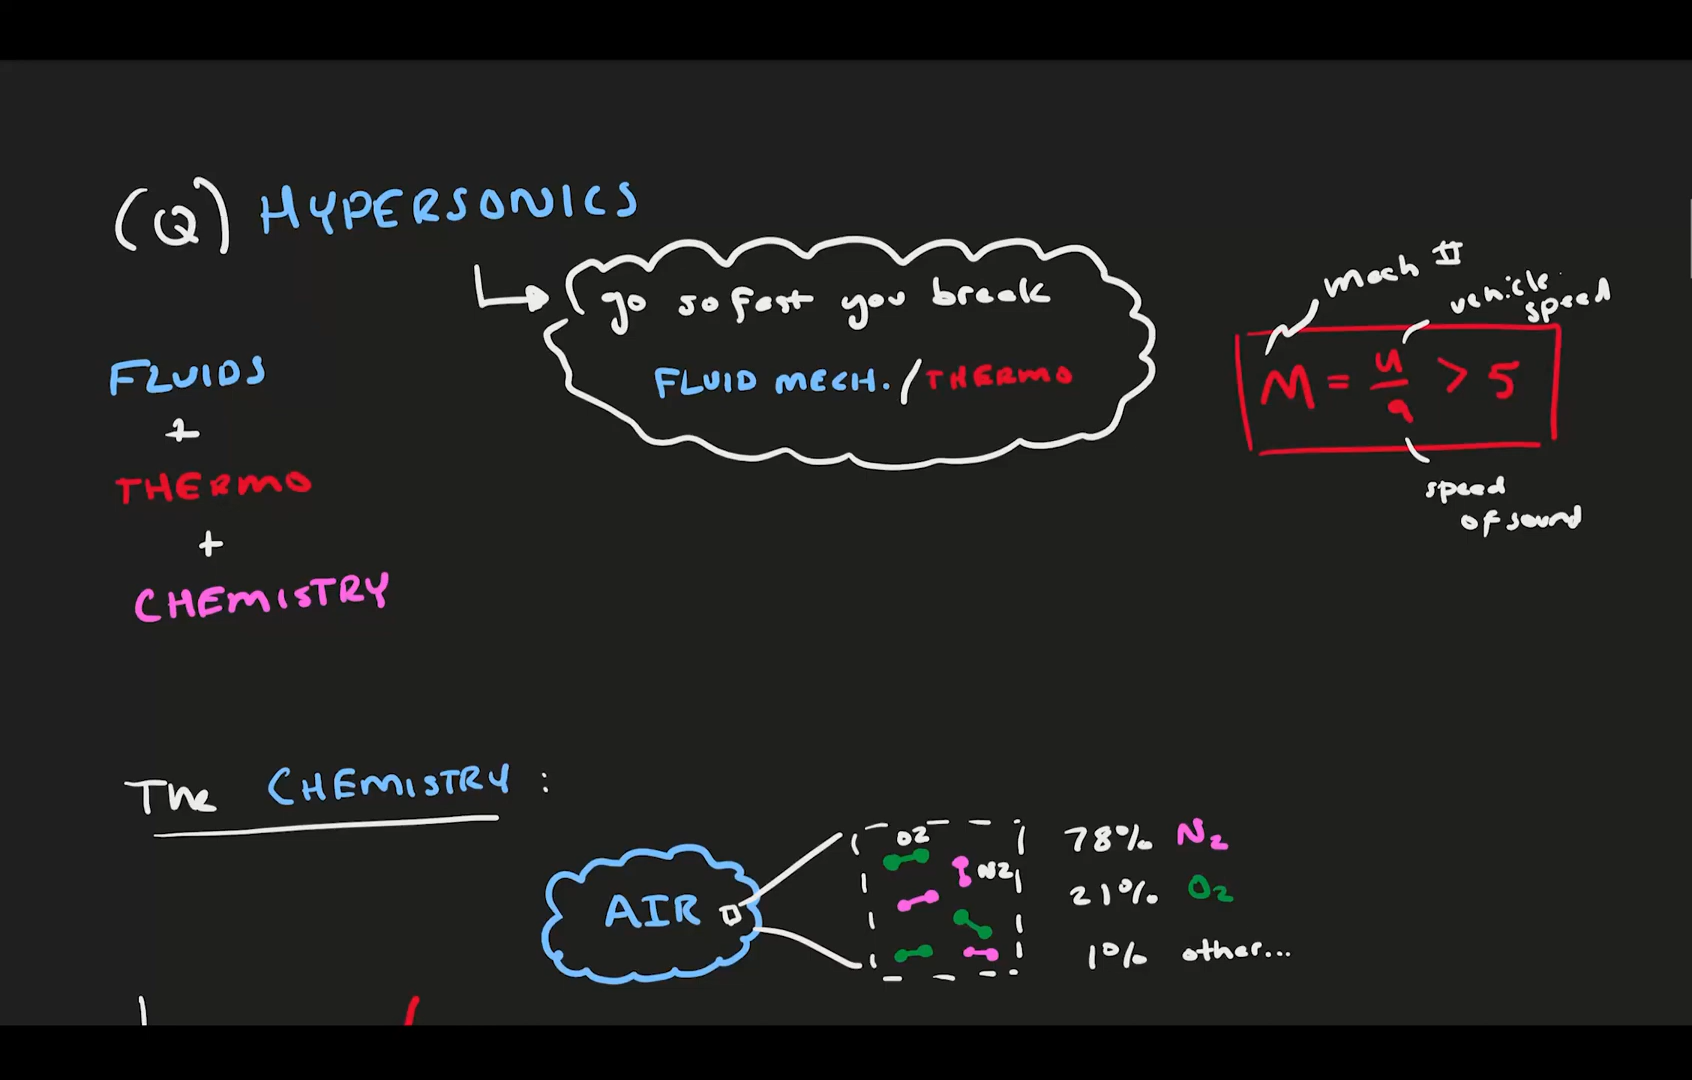 (Q) HYPERSONICS
go so fast you break
FLUID MECH. / THERMO
mach #
vehicle speed
M = u/a > 5
speed
of sound
FLUIDS
+
THERMO
+
CHEMISTRY
The CHEMISTRY:
AIR
O2
N2
78% N2
21% O2
1% other...